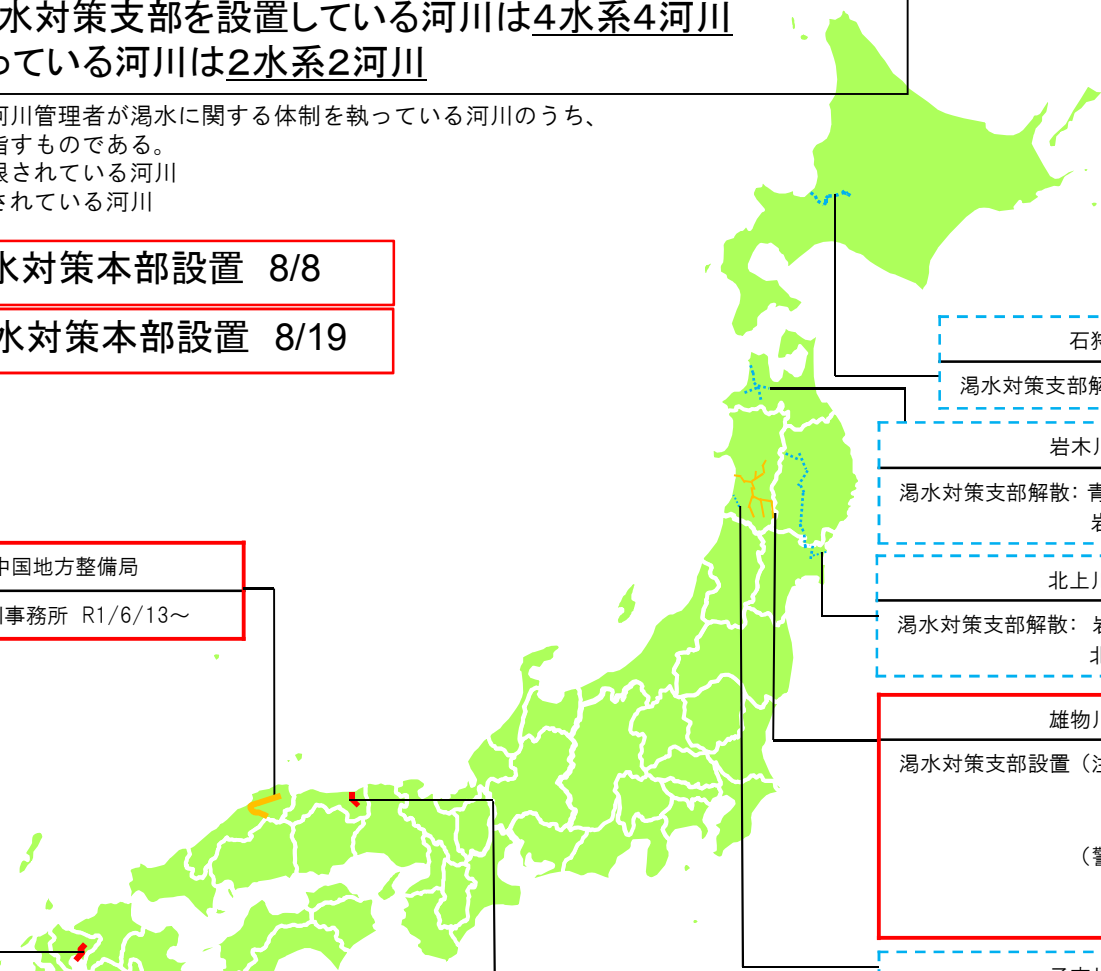 水対策支部を設置している河川は4水系4河川
っている河川は2水系2河川
河川管理者が渇水に関する体制を執っている河川のうち、
指すものである。
限されている河川
されている河川
水対策本部設置 8/8
水対策本部設置 8/19
石狩
渇水対策支部解
岩木川
渇水対策支部解散：青
岩
中国地方整備局
事務所 R1/6/13～
北上川
渇水対策支部解散：岩
北
雄物川
渇水対策支部設置（注
（警
子吉川